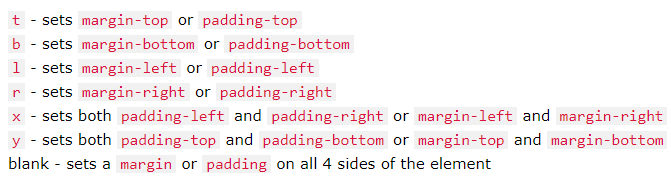 t - sets margin-top or padding-top
b - sets margin-bottom or padding-bottom
l - sets margin-left or padding-left
r - sets margin-right or padding-right
x - sets both padding-left and padding-right or margin-left and margin-right
y - sets both padding-top and padding-bottom or margin-top and margin-bottom
blank - sets a margin or padding on all 4 sides of the element